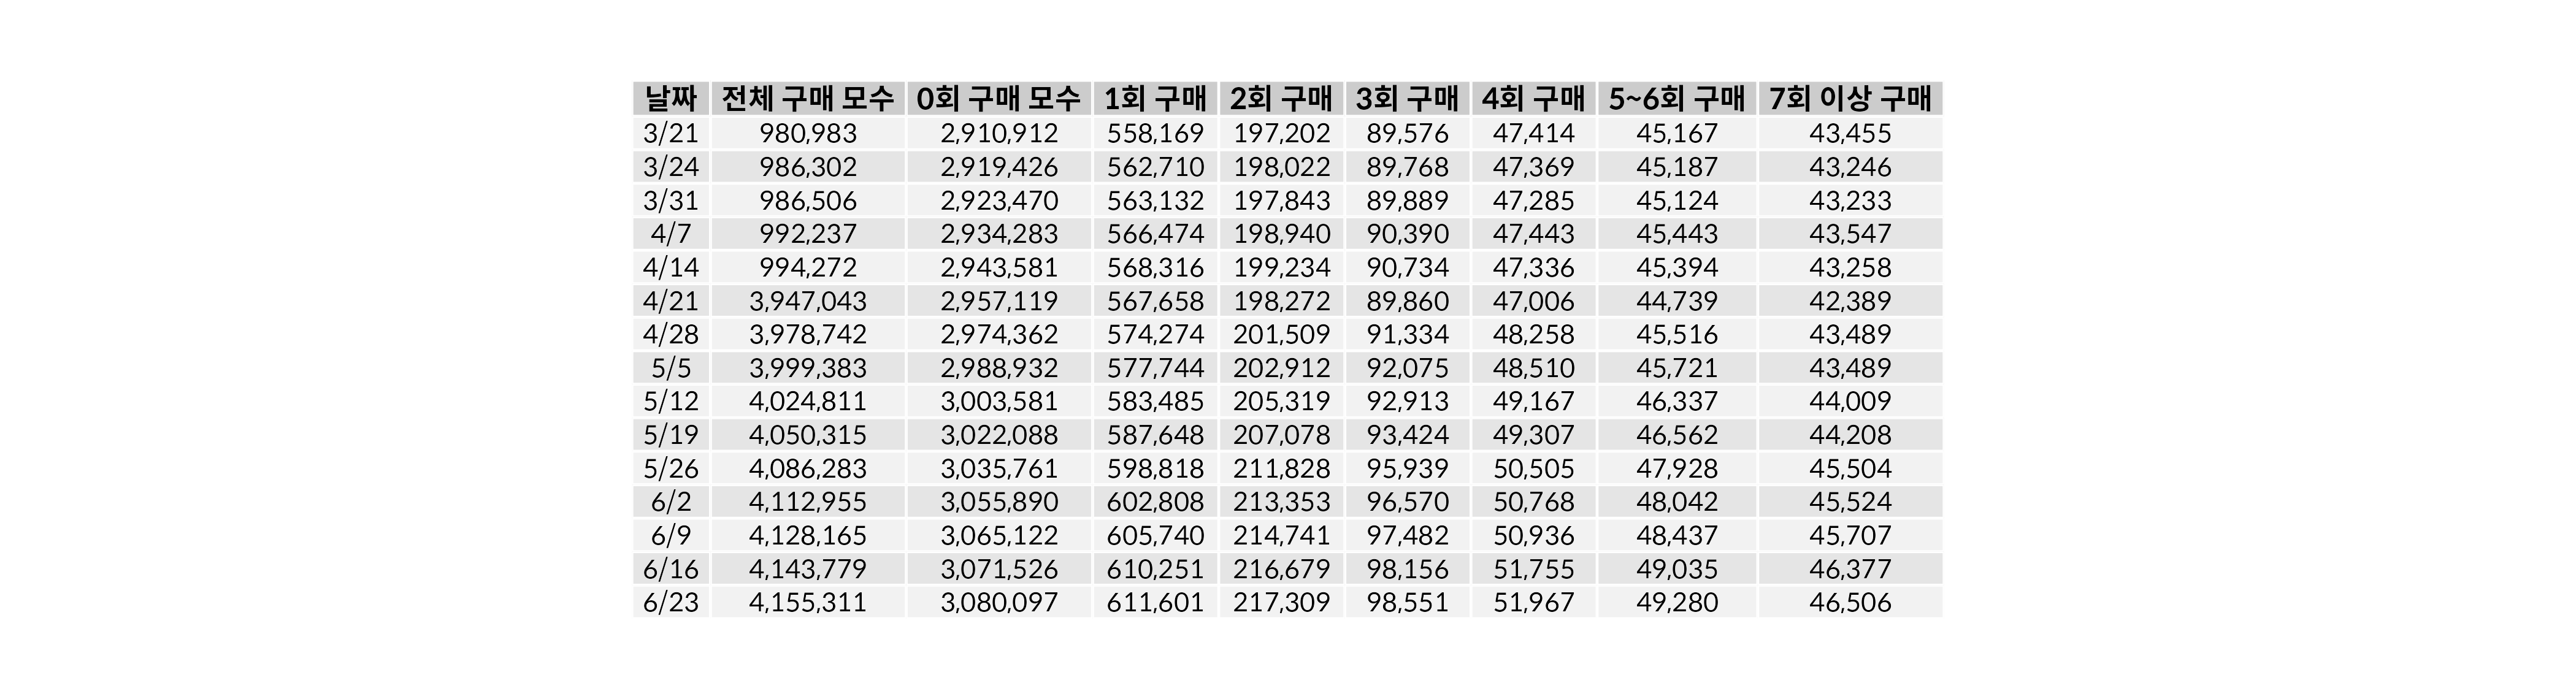 날짜 전체 구매 모수 0회 구매 모수 1회 구매 2회 구매 3회 구매 4회 구매 5~6회 구매 7회 이상 구매
3/21 980,983 2,910,912 558,169 197,202 89,576 47,414 45,167 43,455
3/24 986,302 2,919,426 562,710 198,022 89,768 47,369 45,187 43,246
3/31 986,506 2,923,470 563,132 197,843 89,889 47,285 45,124 43,233
4/7 992,237 2,934,283 566,474 198,940 90,390 47,443 45,443 43,547
4/14 994,272 2,943,581 568,316 199,234 90,734 47,336 45,394 43,258
4/21 3,947,043 2,957,119 567,658 198,272 89,860 47,006 44,739 42,389
4/28 3,978,742 2,974,362 574,274 201,509 91,334 48,258 45,516 43,489
5/5 3,999,383 2,988,932 577,744 202,912 92,075 48,510 45,721 43,489
5/12 4,024,811 3,003,581 583,485 205,319 92,913 49,167 46,337 44,009
5/19 4,050,315 3,022,088 587,648 207,078 93,424 49,307 46,562 44,208
5/26 4,086,283 3,035,761 598,818 211,828 95,939 50,505 47,928 45,504
6/2 4,112,955 3,055,890 602,808 213,353 96,570 50,768 48,042 45,524
6/9 4,128,165 3,065,122 605,740 214,741 97,482 50,936 48,437 45,707
6/16 4,143,779 3,071,526 610,251 216,679 98,156 51,755 49,035 46,377
6/23 4,155,311 3,080,097 611,601 217,309 98,551 51,967 49,280 46,506